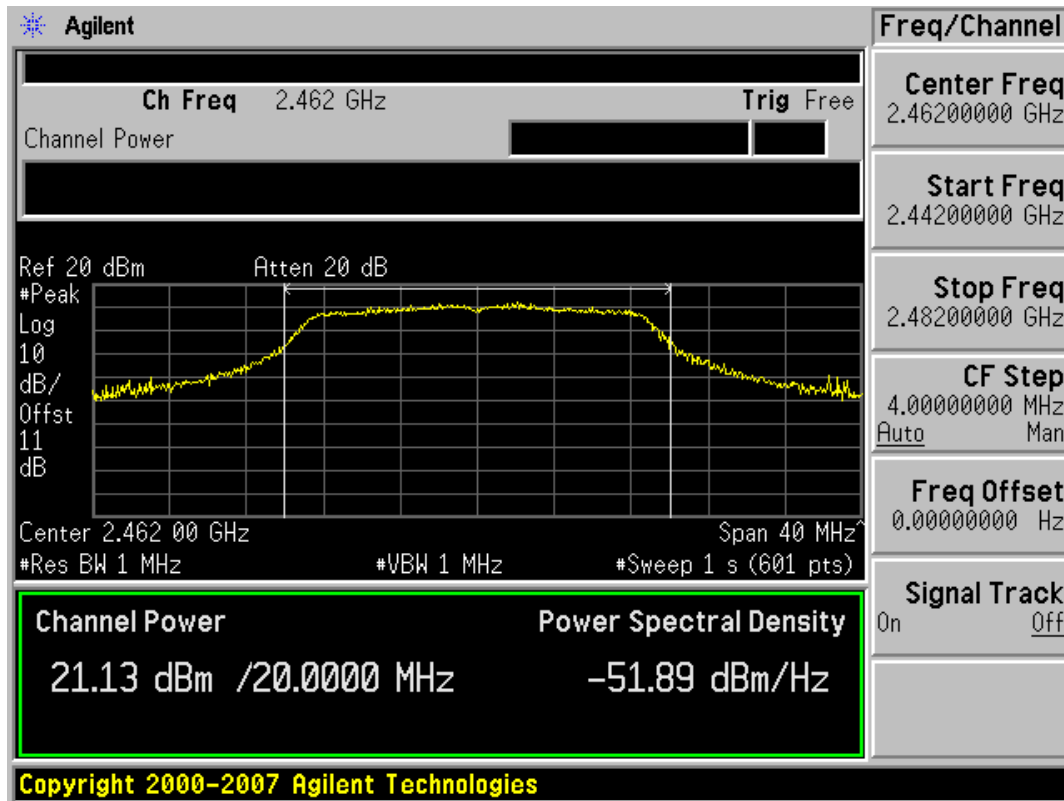 Agilent
Freq/Channel
Ch Freq 2.462 GHz Trig Free
Channel Power
Ref 20 dBm Atten 20 dB
#Peak
Log
10
dB/
Offst
11
dB
Center 2.462 00 GHz Span 40 MHz^
#Res BW 1 MHz #VBW 1 MHz #Sweep 1 s (601 pts)
Channel Power Power Spectral Density
21.13 dBm /20.0000 MHz -51.89 dBm/Hz
Copyright 2000-2007 Agilent Technologies
Center Freq
2.46200000 GHz
Start Freq
2.44200000 GHz
Stop Freq
2.48200000 GHz
CF Step
4.00000000 MHz
Auto Man
Freq Offset
0.00000000 Hz
Signal Track
On Off